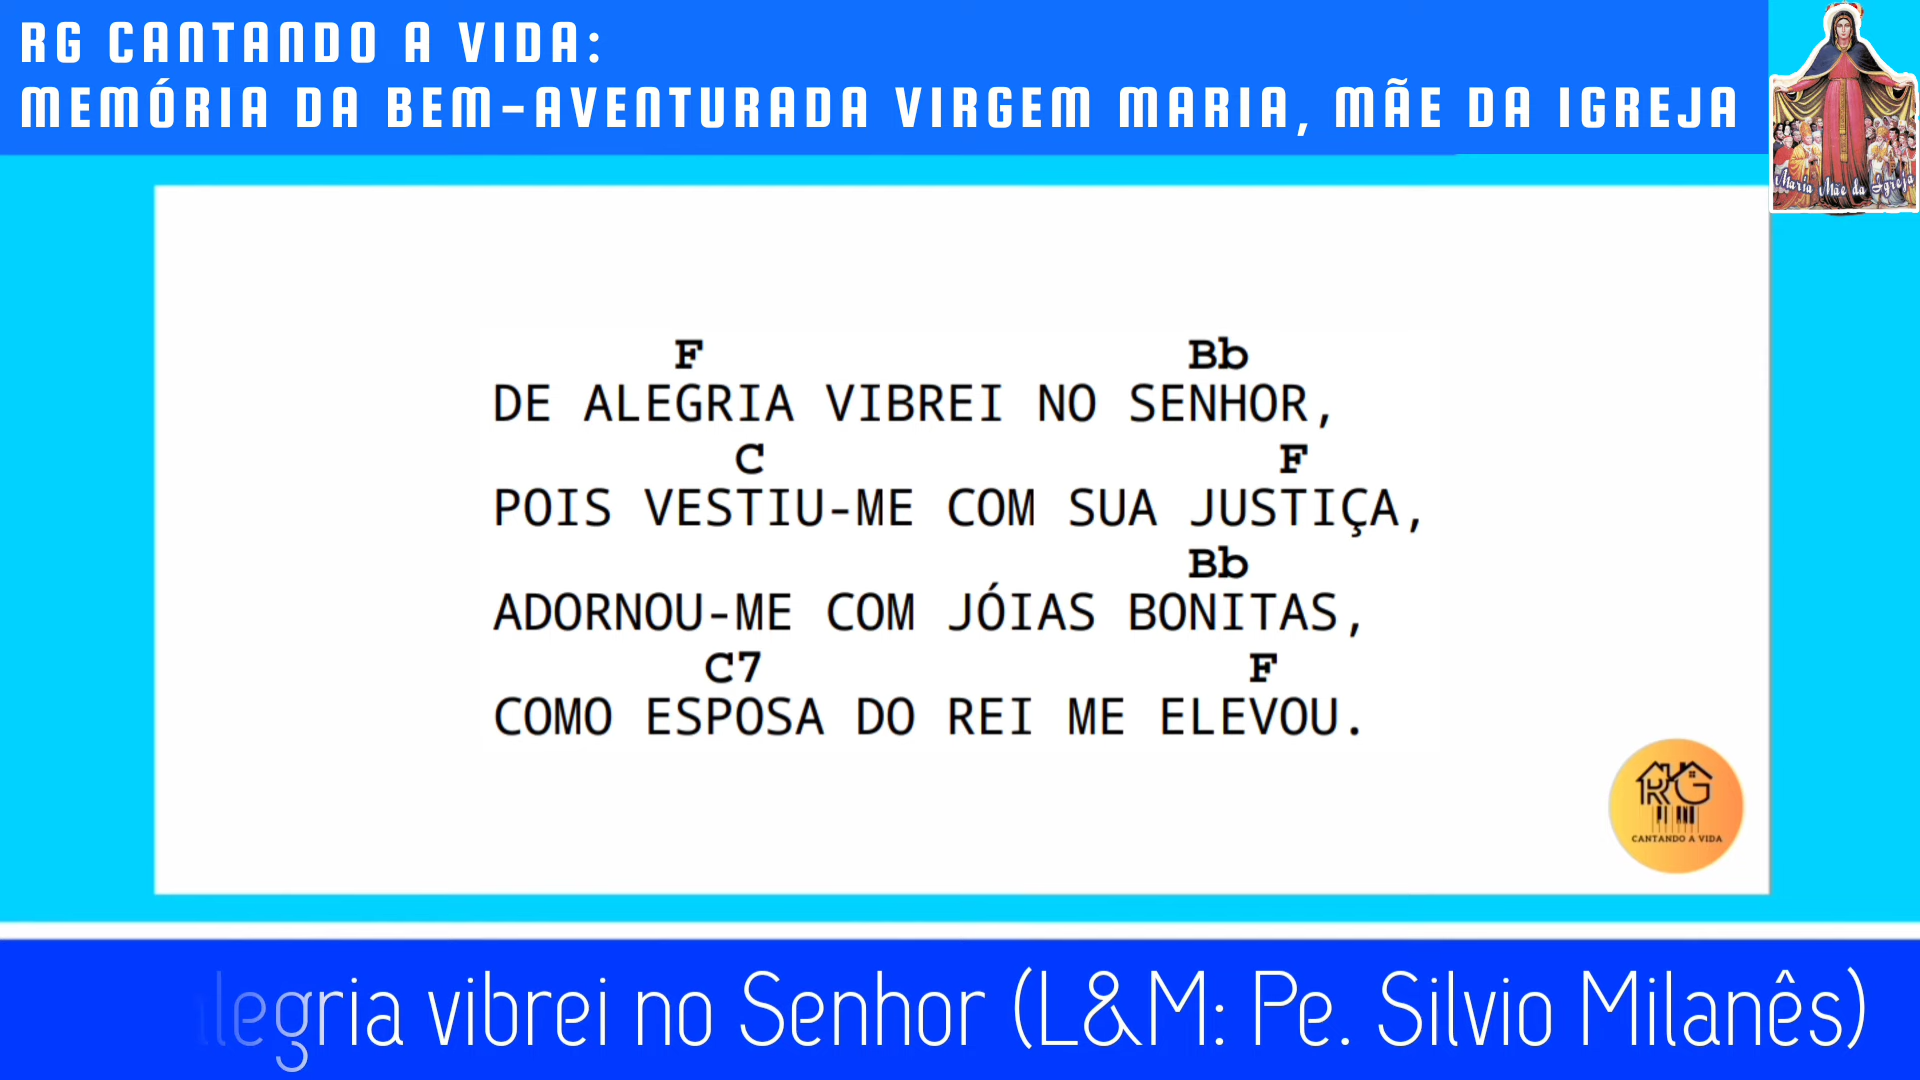 RG CANTANDO A VIDA:
MEMÓRIA DA BEM-AVENTURADA VIRGEM MARIA, MÃE DA IGREJA
Maria Mãe da Igreja
F Bb
DE ALEGRIA VIBREI NO SENHOR,
C F
POIS VESTIU-ME COM SUA JUSTIÇA,
Bb
ADORNOU-ME COM JÓIAS BONITAS,
C7 F
COMO ESPOSA DO REI ME ELEVOU.
RG
CANTANDO A VIDA
alegria vibrei no Senhor (L&M: Pe. Silvio Milanês)